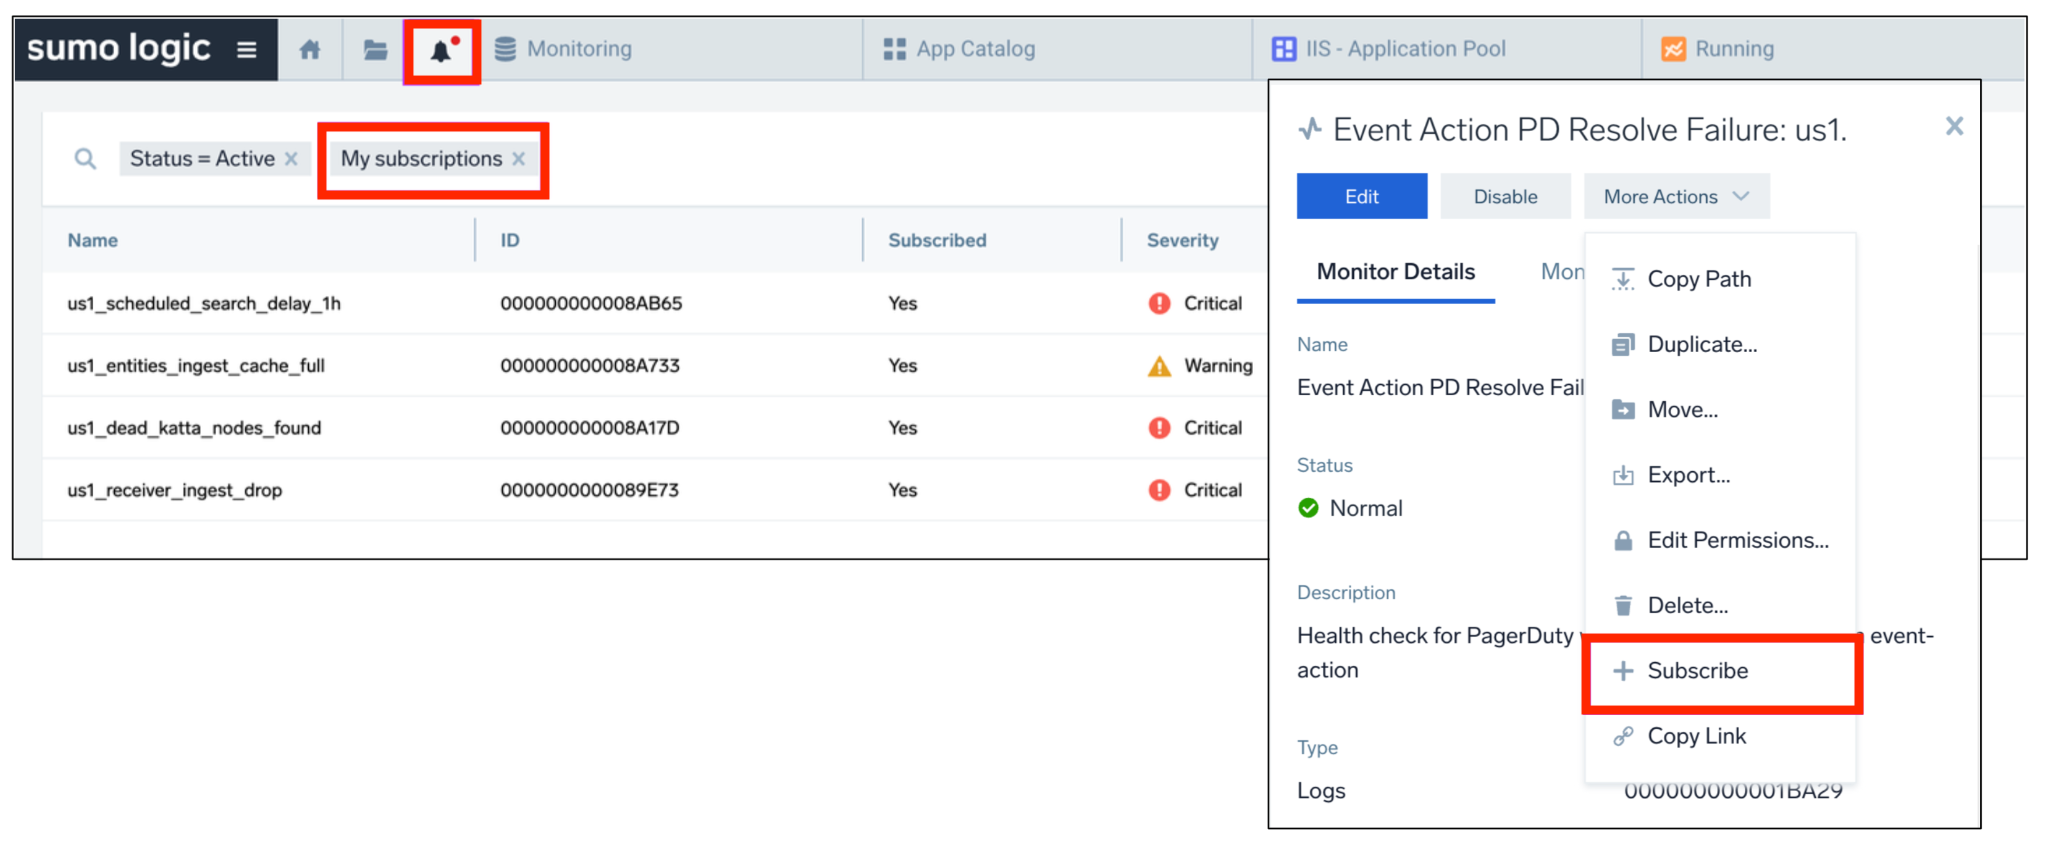 sumo logic
Monitoring
App Catalog
IIS - Application Pool
Running
Status = Active
My subscriptions
Name
ID
Subscribed
Severity
us1_scheduled_search_delay_1h
000000000008AB65
Yes
Critical
us1_entities_ingest_cache_full
000000000008A733
Yes
Warning
us1_dead_katta_nodes_found
000000000008A17D
Yes
Critical
us1_receiver_ingest_drop
0000000000089E73
Yes
Critical
Event Action PD Resolve Failure: us1.
Edit
Disable
More Actions
Monitor Details
Mon
Name
Event Action PD Resolve Fail
Status
Normal
Description
Health check for PagerDuty
event-
action
Type
Logs
Copy Path
Duplicate...
Move...
Export...
Edit Permissions...
Delete...
Subscribe
Copy Link
000000000001BA29